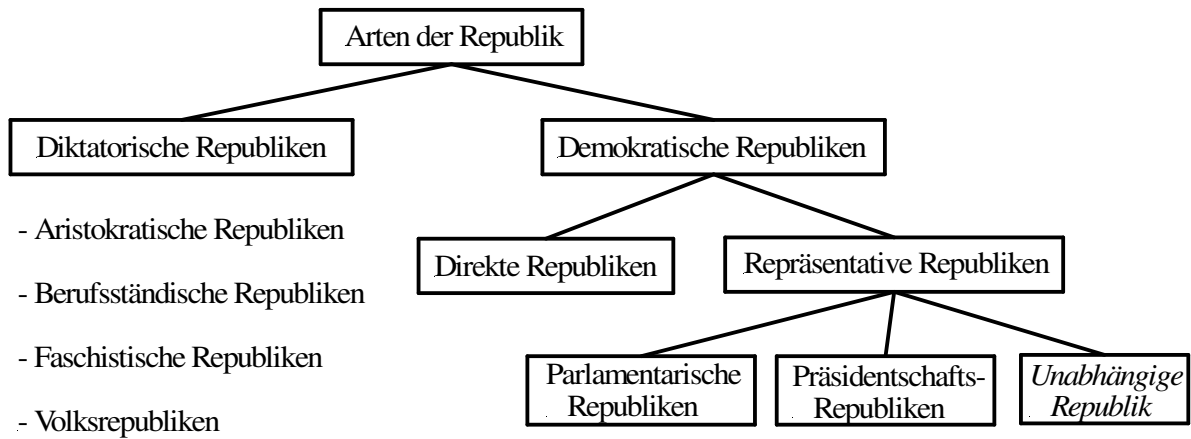 Arten der Republik
Diktatorische Republiken
Demokratische Republiken
- Aristokratische Republiken
- Berufsständische Republiken
- Faschistische Republiken
- Volksrepubliken
Direkte Republiken
Repräsentative Republiken
Parlamentarische
Republiken
Präsidentschafts-
Republiken
Unabhängige
Republik